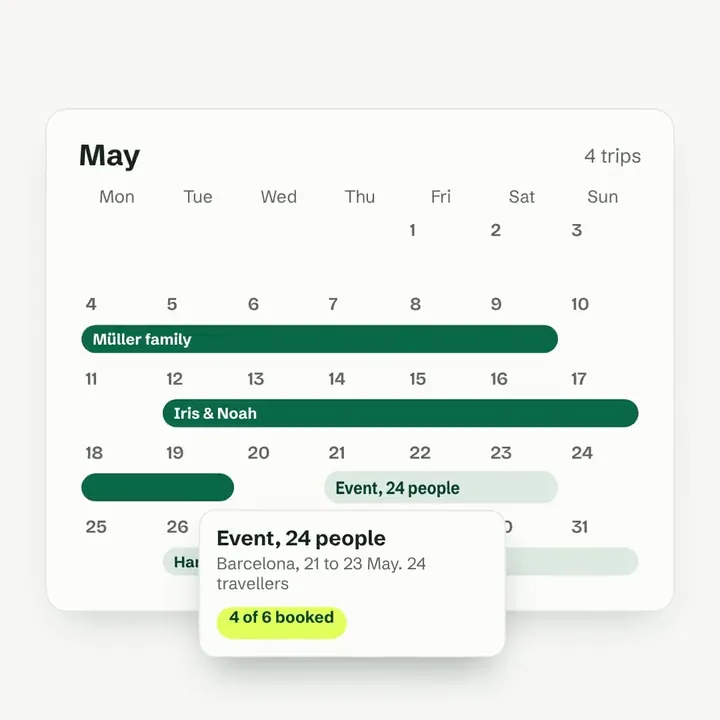 May
4 trips
Mon Tue Wed Thu Fri Sat Sun
1 2 3
4 5 6 7 8 9 10
Müller family
11 12 13 14 15 16 17
Iris & Noah
18 19 20 21 22 23 24
Event, 24 people
25 26 31
Event, 24 people
Barcelona, 21 to 23 May. 24
travellers
4 of 6 booked